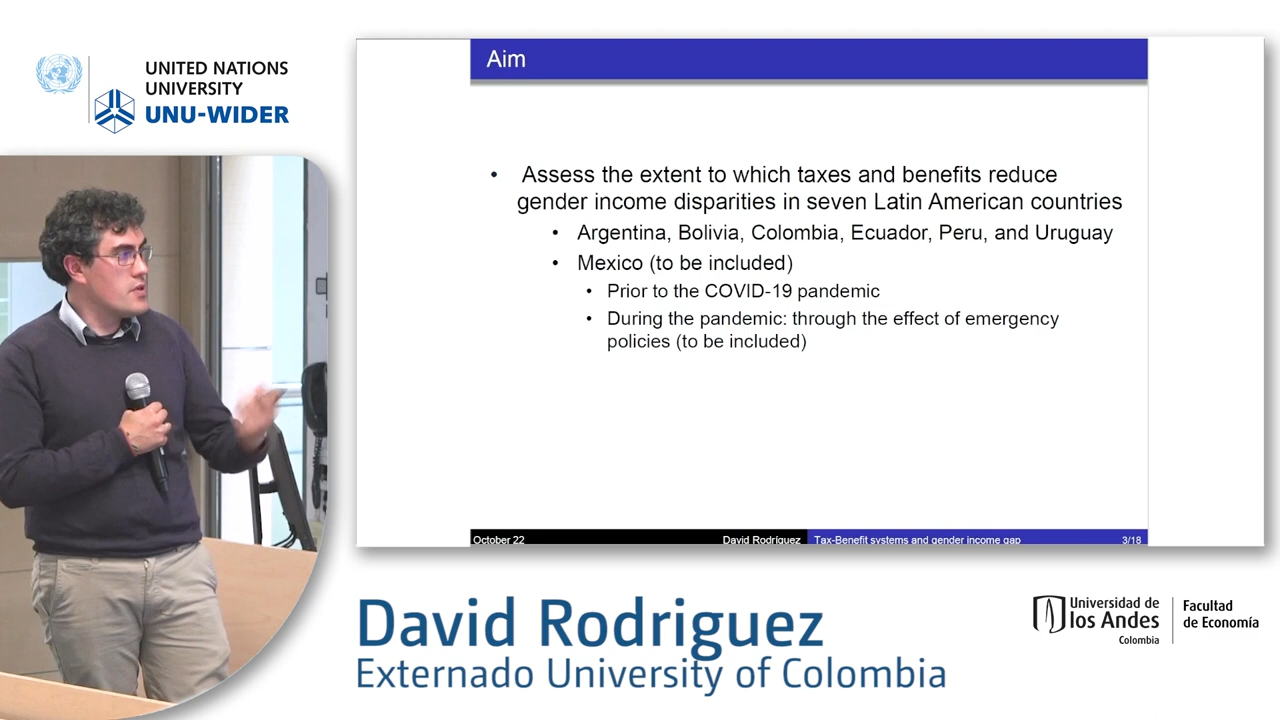 UNITED NATIONS
UNIVERSITY
UNU-WIDER
Aim
• Assess the extent to which taxes and benefits reduce
gender income disparities in seven Latin American countries
• Argentina, Bolivia, Colombia, Ecuador, Peru, and Uruguay
• Mexico (to be included)
• Prior to the COVID-19 pandemic
• During the pandemic: through the effect of emergency
policies (to be included)
October 22 David Rodriguez Tax-Benefit systems and gender income gap 3/18
David Rodriguez
Externado University of Colombia
Universidad de
los Andes
Colombia
Facultad
de Economía